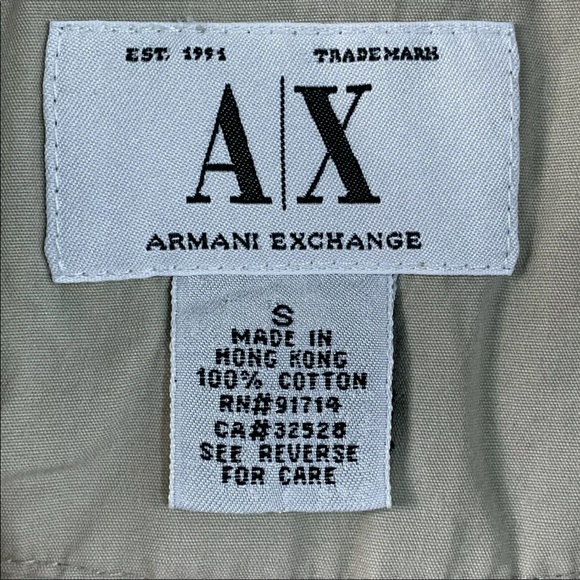 EST. 1991 TRADEMARK
A|X
ARMANI EXCHANGE
S
MADE IN
HONG KONG
100% COTTON
RN#91714
CA#32528
SEE REVERSE
FOR CARE